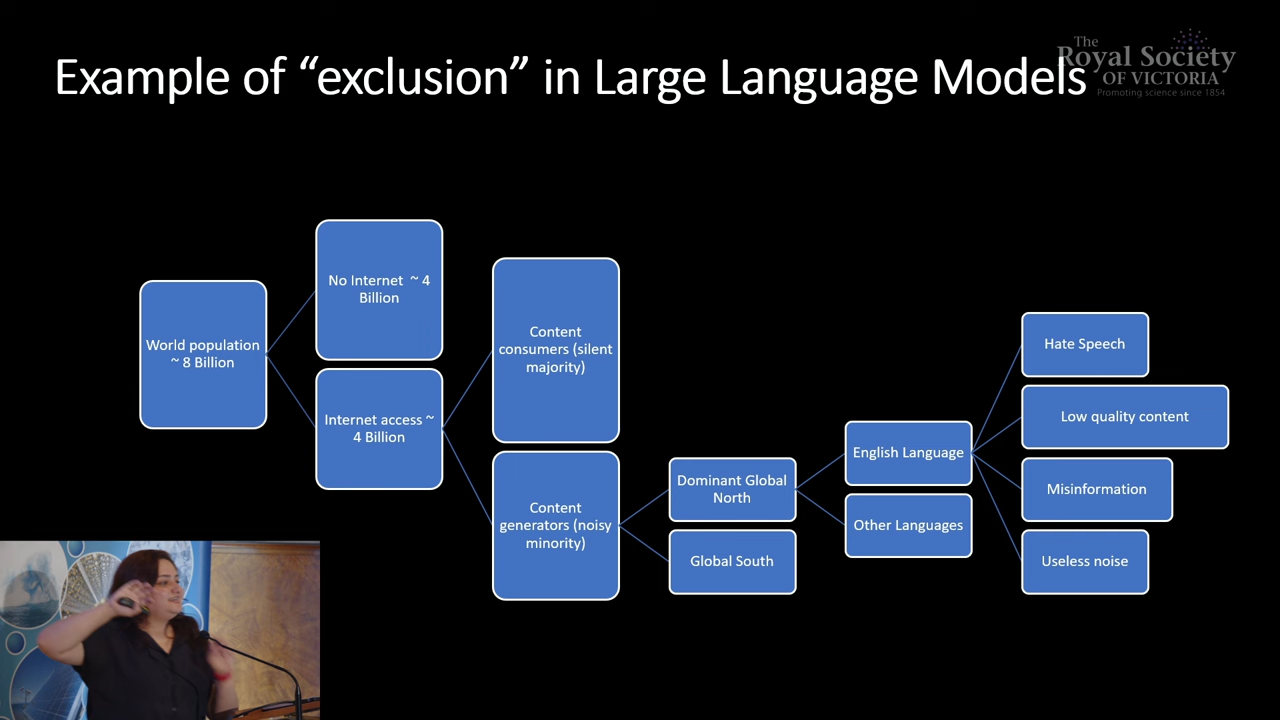 Example of “exclusion” in Large Language Models
The
Royal Society
OF VICTORIA
Promoting science since 1854
World population
~ 8 Billion
No Internet ~ 4
Billion
Internet access ~
4 Billion
Content
consumers (silent
majority)
Content
generators (noisy
minority)
Dominant Global
North
Global South
English Language
Other Languages
Hate Speech
Low quality content
Misinformation
Useless noise